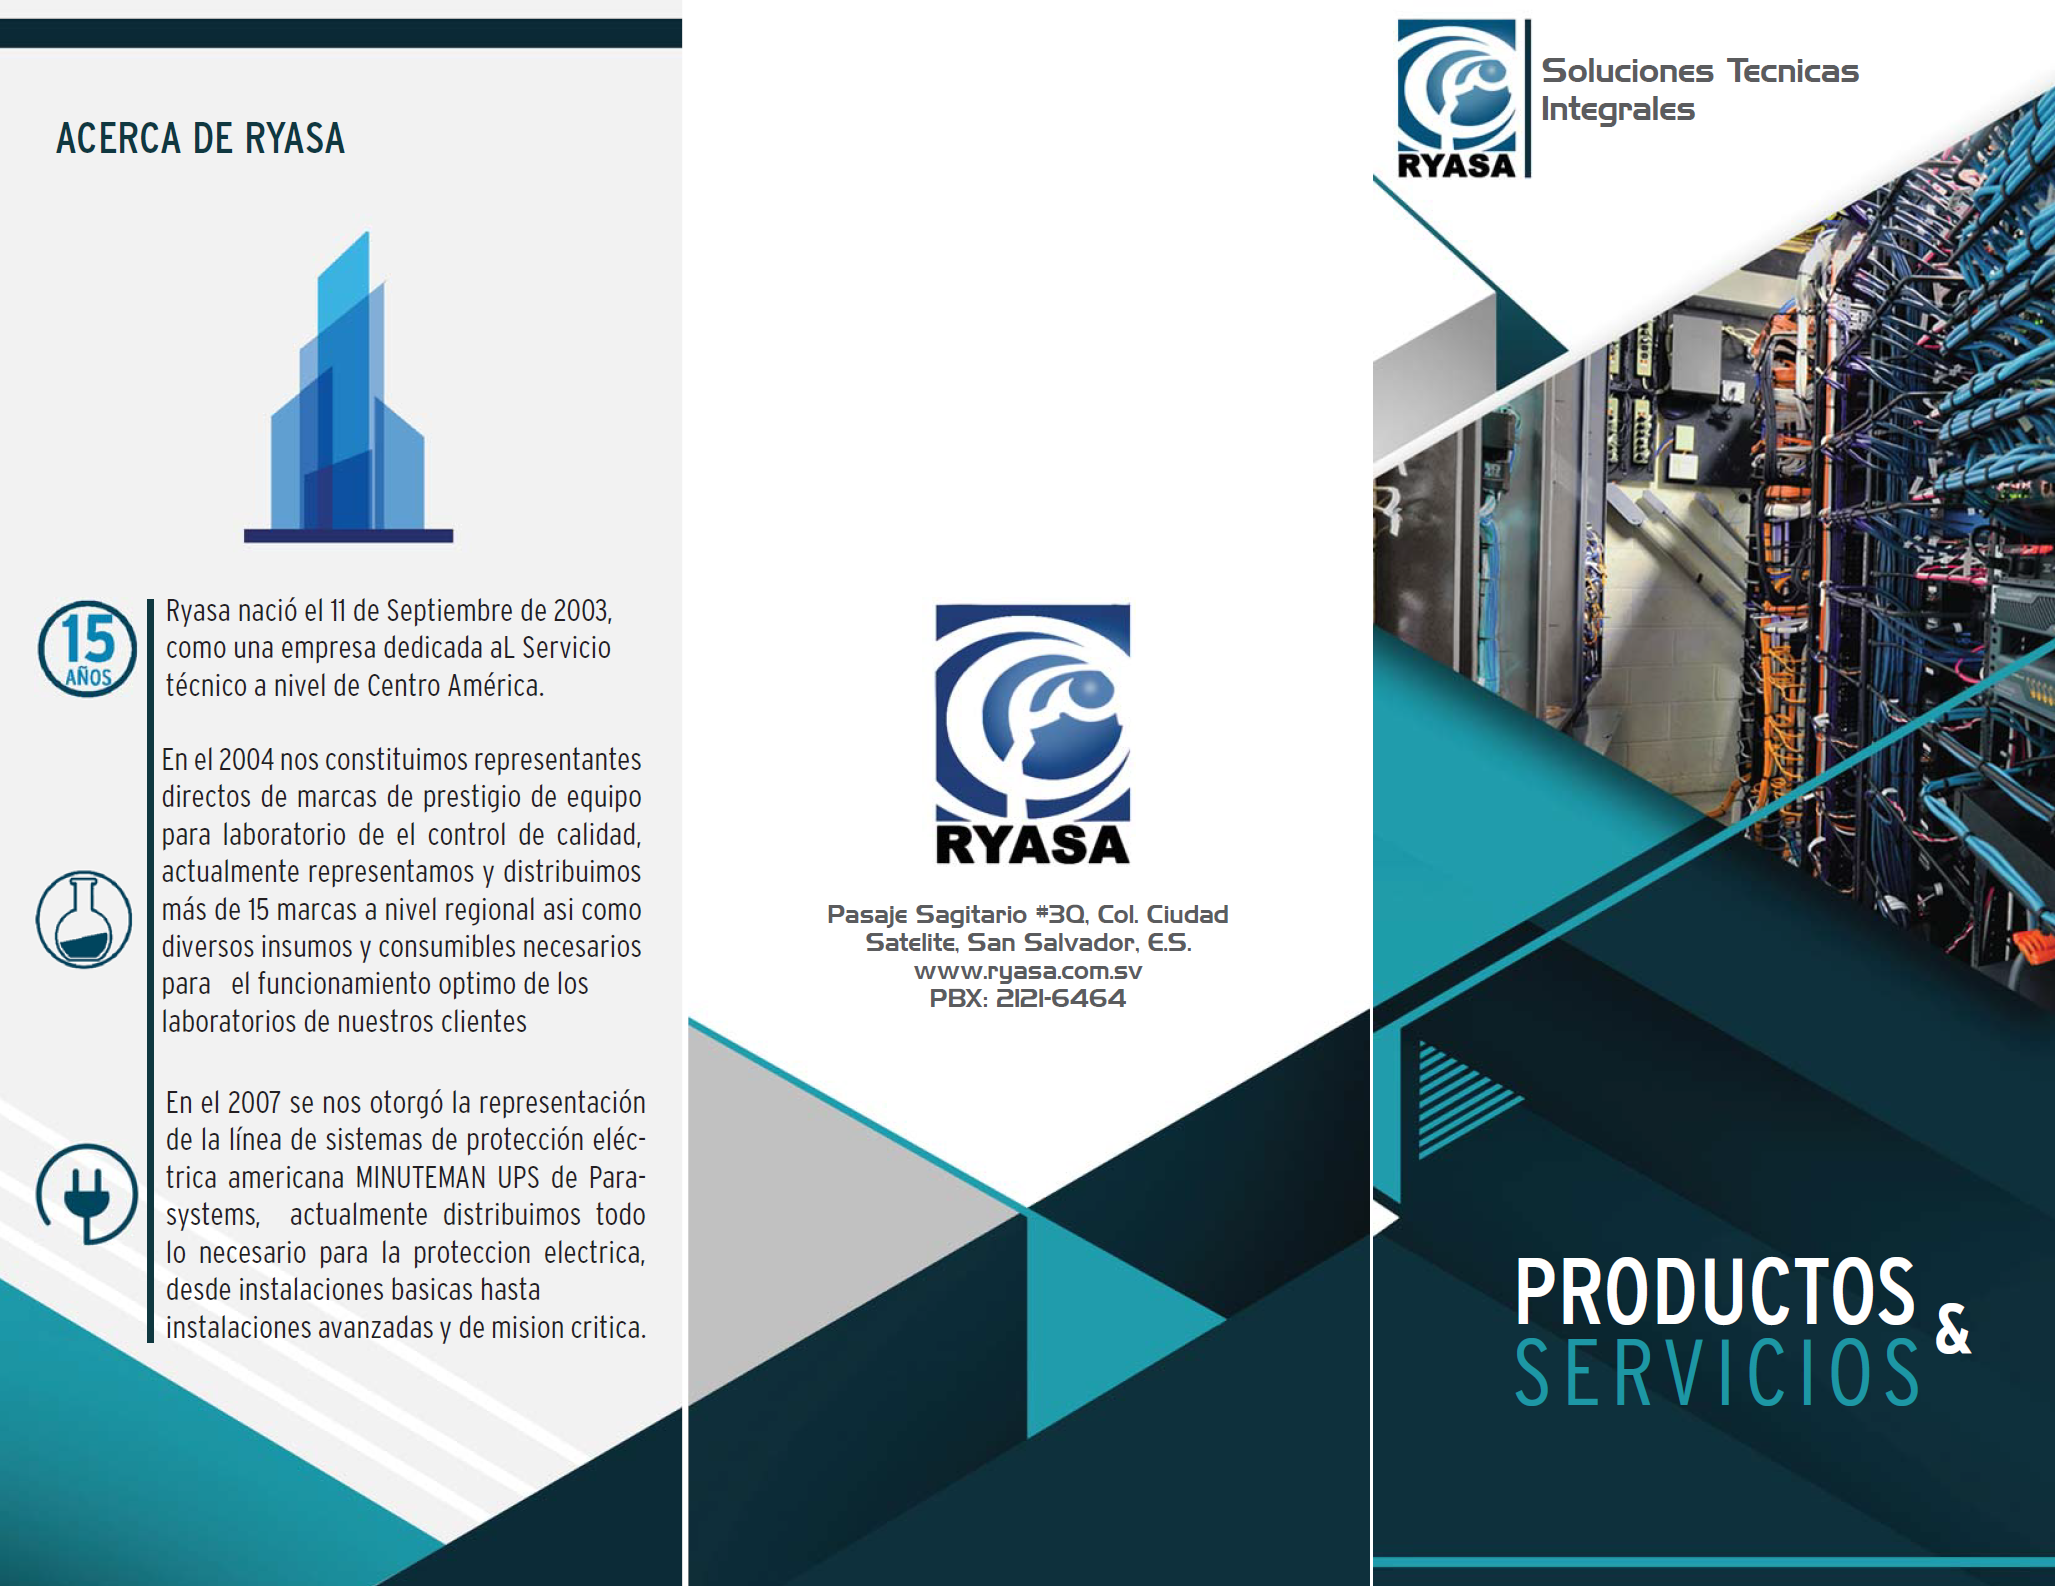 ACERCA DE RYASA
15
AÑOS
Ryasa nació el 11 de Septiembre de 2003,
como una empresa dedicada aL Servicio
técnico a nivel de Centro América.
En el 2004 nos constituimos representantes
directos de marcas de prestigio de equipo
para laboratorio de el control de calidad,
actualmente representamos y distribuimos
más de 15 marcas a nivel regional asi como
diversos insumos y consumibles necesarios
para el funcionamiento optimo de los
laboratorios de nuestros clientes
En el 2007 se nos otorgó la representación
de la línea de sistemas de protección eléc-
trica americana MINUTEMAN UPS de Para-
systems, actualmente distribuimos todo
lo necesario para la proteccion electrica,
desde instalaciones basicas hasta
instalaciones avanzadas y de mision critica.
RYASA
Pasaje Sagitario #3Q, Col. Ciudad
Satelite, San Salvador, E.S.
www.ryasa.com.sv
PBX: 2121-6464
RYASA
Soluciones Tecnicas
Integrales
PRODUCTOS
&
SERVICIOS